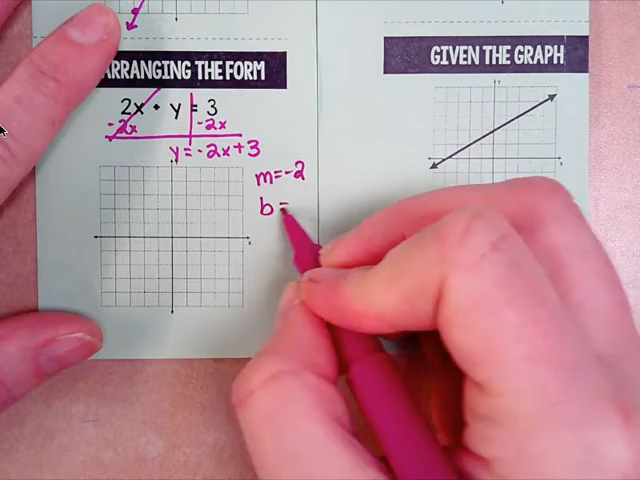 ARRANGING THE FORM
2x + y = 3
-2x -2x
y = -2x + 3
m = -2
b =
GIVEN THE GRAPH
y
x